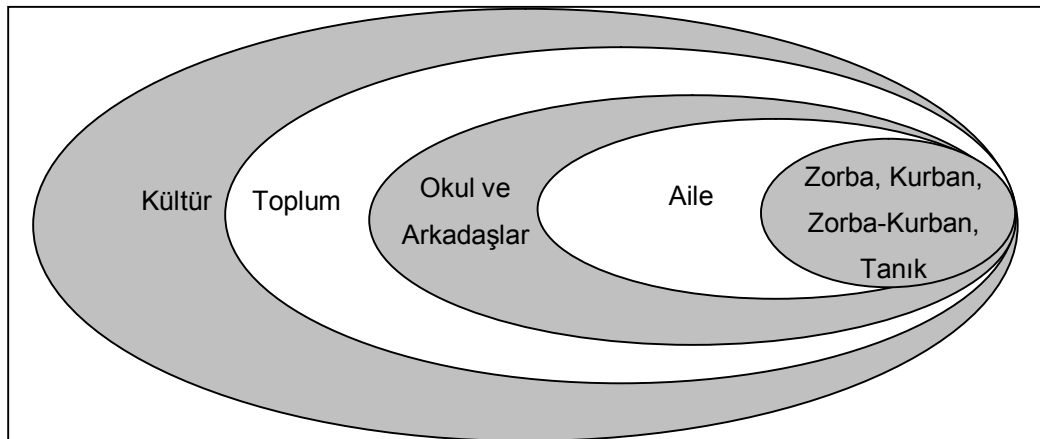 Kültür
Toplum
Okul ve
Arkadaşlar
Aile
Zorba, Kurban,
Zorba-Kurban,
Tanık